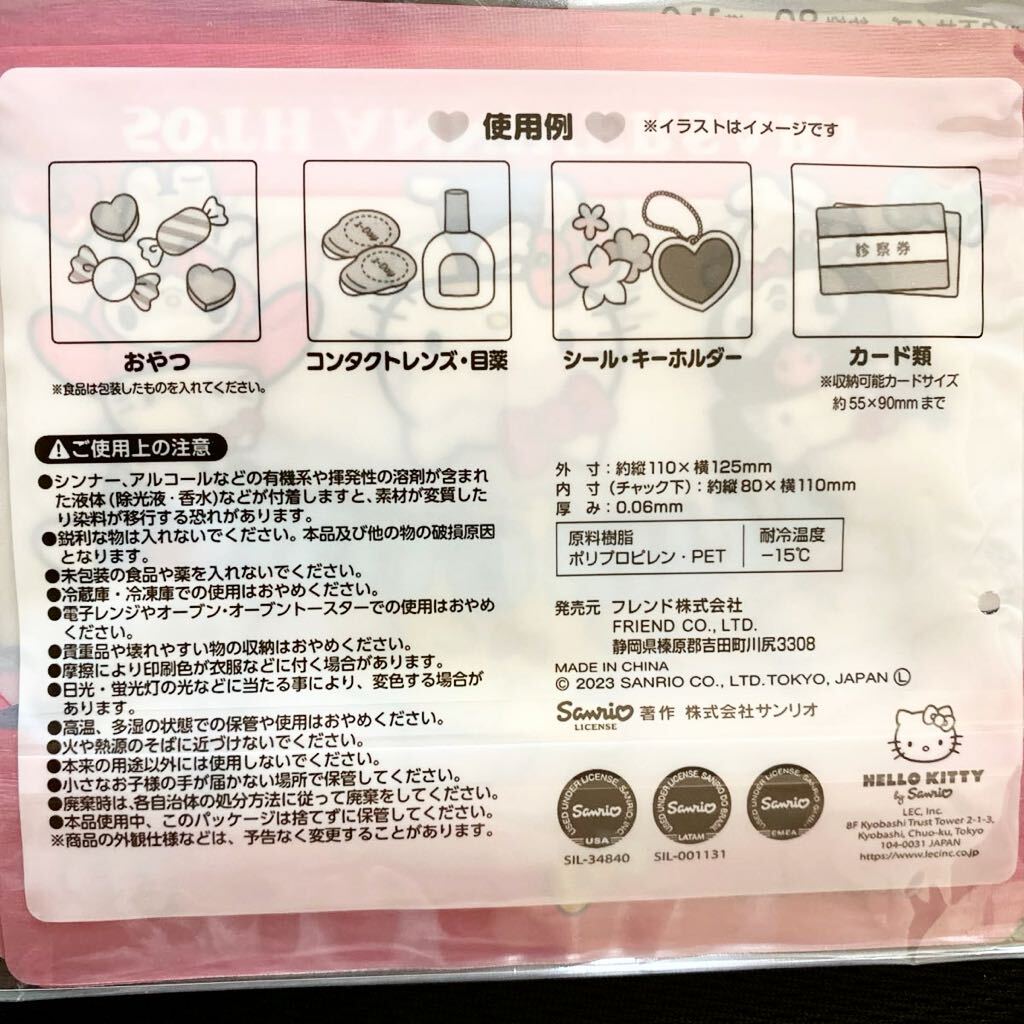 使用例 ※イラストはイメージです
1-DAY
1-DAY
診察券
おやつ
※食品は包装したものを入れてください。
コンタクトレンズ・目薬
シール・キーホルダー
カード類
※収納可能カードサイズ
約55×90mmまで
ご使用上の注意
●シンナー、アルコールなどの有機系や揮発性の溶剤が含まれ
た液体(除光液・香水)などが付着しますと、素材が変質した
り染料が移行する恐れがあります。
●鋭利な物は入れないでください。本品及び他の物の破損原因
となります。
●未包装の食品や薬を入れないでください。
●冷蔵庫・冷凍庫での使用はおやめください。
●電子レンジやオーブン・オーブントースターでの使用はおやめ
ください。
●貴重品や壊れやすい物の収納はおやめください。
●摩擦により印刷色が衣服などに付く場合があります。
●日光・蛍光灯の光などに当たる事により、変色する場合が
あります。
●高温、多湿の状態での保管や使用はおやめください。
●火や熱源のそばに近づけないでください。
●本来の用途以外には使用しないでください。
●小さなお子様の手が届かない場所で保管してください。
●廃棄時は、各自治体の処分方法に従って廃棄をしてください。
●本品使用中、このパッケージは捨てずに保管してください。
※商品の外観仕様などは、予告なく変更することがあります。
外 寸:約縦110×横125mm
内 寸(チャック下):約縦80×横110mm
厚 み:0.06mm
原料樹脂
ポリプロピレン・PET
耐冷温度
−15℃
発売元 フレンド株式会社
FRIEND CO., LTD.
静岡県榛原郡吉田町川尻3308
MADE IN CHINA
© 2023 SANRIO CO., LTD. TOKYO, JAPAN Ⓛ
Sanrio 著作 株式会社サンリオ
LICENSE
USED UNDER LICENSE SANRIO, INC.
Sanrio
USA
SIL-34840
USED UNDER LICENSE SANRIO DO BRASIL
Sanrio
LATAM
SIL-001131
USED UNDER LICENSE SANRIO GMBH
Sanrio
EMEA
HELLO KITTY
by Sanrio
LEC, Inc.
8F Kyobashi Trust Tower 2-1-3,
Kyobashi, Chuo-ku, Tokyo
104-0031 JAPAN
https://www.lecinc.co.jp